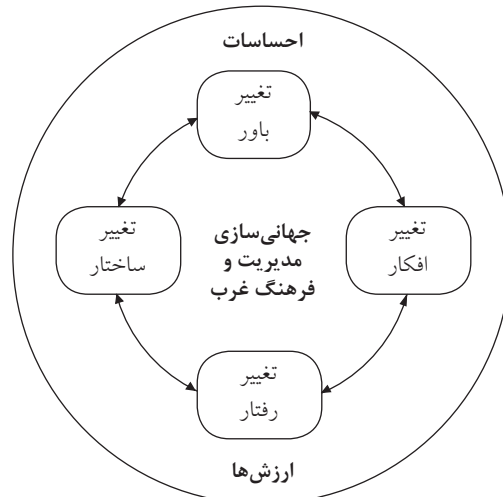 احساسات
تغییر
باور
تغییر
افکار
جهانی‌سازی
مدیریت و
فرهنگ غرب
تغییر
ساختار
تغییر
رفتار
ارزش‌ها